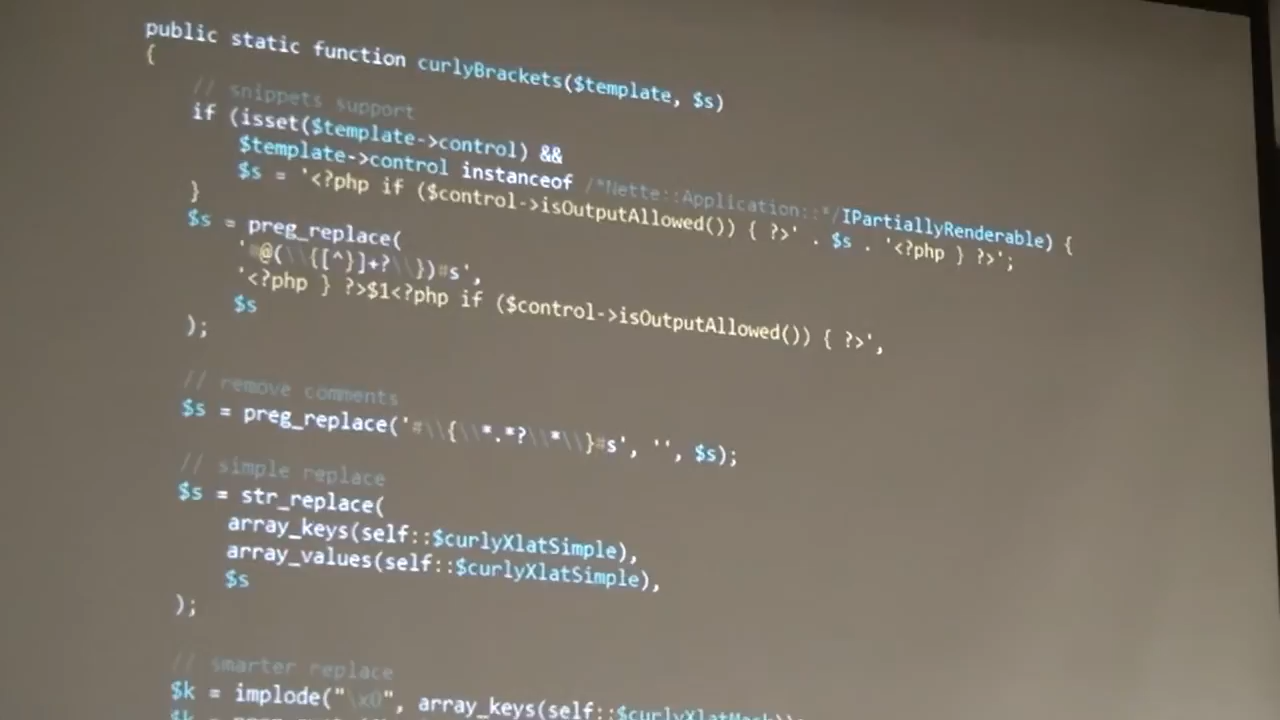 public static function curlyBrackets($template, $s)
{
// snippets support
if (isset($template->control) &&
$template->control instanceof /*Nette::Application::*/IPartiallyRenderable) {
$s = '<?php if ($control->isOutputAllowed()) { ?>' . $s . '<?php } ?>';
}
$s = preg_replace(
'#@(\\{[^}]+?\\})#s',
'<?php } ?>$1<?php if ($control->isOutputAllowed()) { ?>',
$s
);
// remove comments
$s = preg_replace('#\\{\\*.*?\\*\\}#s', '', $s);
// simple replace
$s = str_replace(
array_keys(self::$curlyXlatSimple),
array_values(self::$curlyXlatSimple),
$s
);
// smarter replace
$k = implode("\x0", array_keys(self::$curlyXlatMask));
$k =